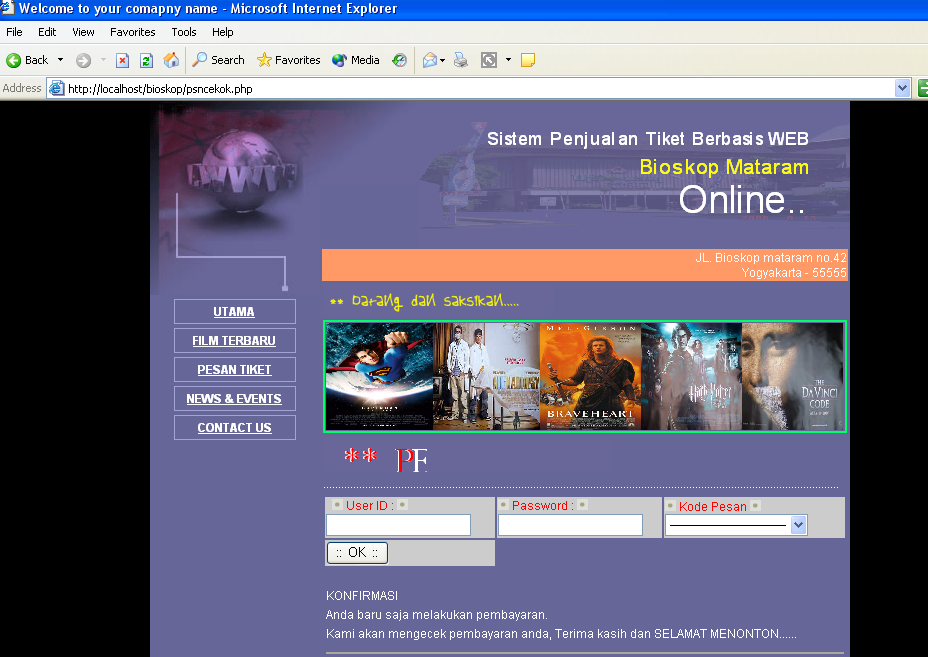 Welcome to your comapny name - Microsoft Internet Explorer
File Edit View Favorites Tools Help
Back Search Favorites Media
Address http://localhost/bioskop/psncekok.php
WWW
Sistem Penjualan Tiket Berbasis WEB
Bioskop Mataram
Online..
JL. Bioskop mataram no.42
Yogyakarta - 55555
** Datang dan saksikan.....
UTAMA
FILM TERBARU
PESAN TIKET
NEWS & EVENTS
CONTACT US
MEL GIBSON
BRAVEHEART
Harry Potter
THE
DA VINCI
CODE
** PE
User ID : Password : Kode Pesan
:: OK ::
KONFIRMASI
Anda baru saja melakukan pembayaran.
Kami akan mengecek pembayaran anda, Terima kasih dan SELAMAT MENONTON......